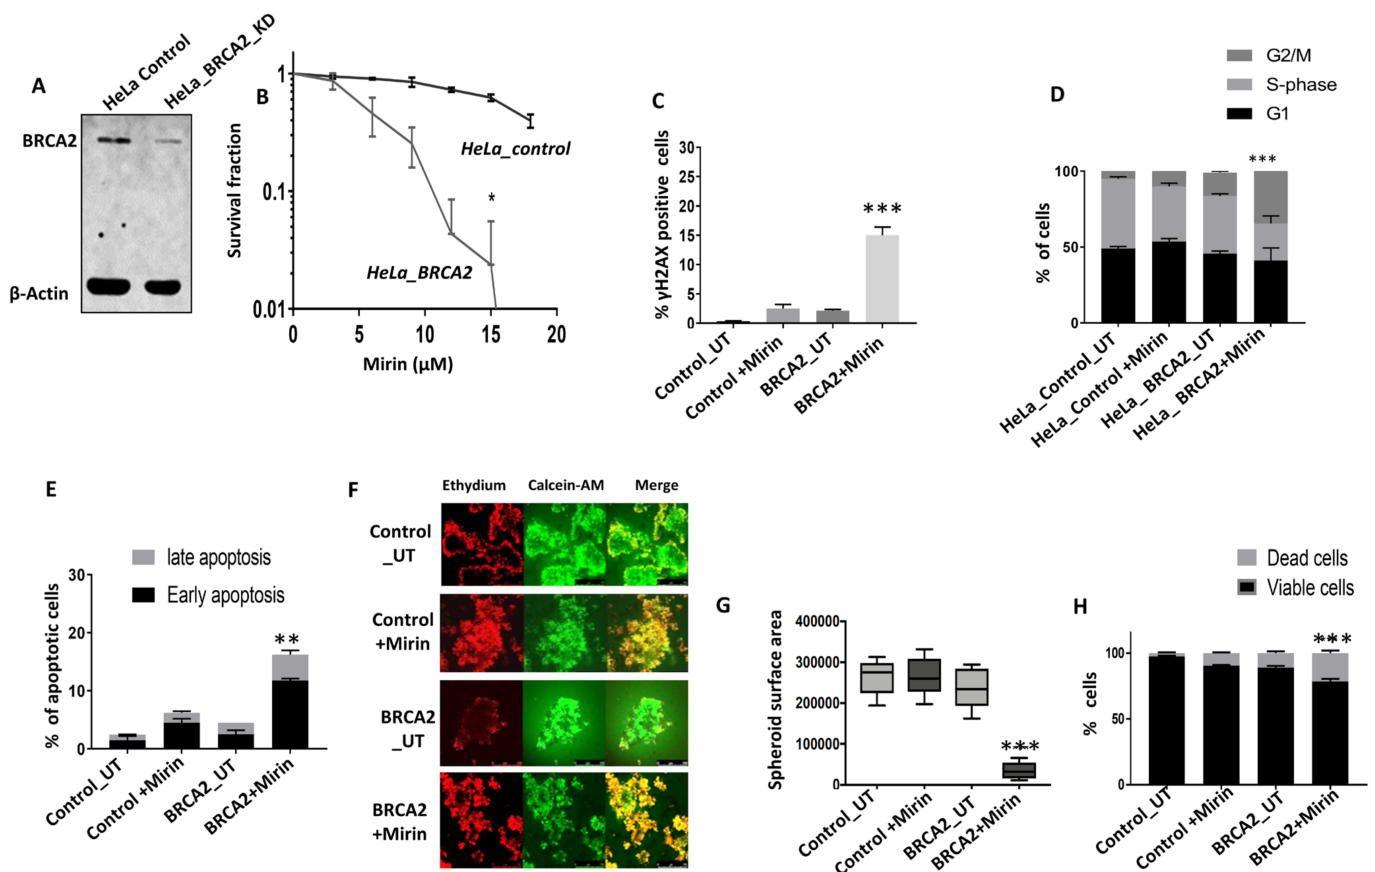 A
HeLa Control
HeLa_BRCA2_KD
BRCA2
β-Actin
B
Survival fraction
1
0.1
0.01
HeLa_control
*
HeLa_BRCA2
0
5
10
15
20
Mirin (μM)
C
% γH2AX positive cells
30
25
20
15
10
5
0
***
Control_UT
Control +Mirin
BRCA2_UT
BRCA2+Mirin
G2/M
S-phase
G1
D
% of cells
100
50
0
***
HeLa_Control_UT
HeLa_Control +Mirin
HeLa_ BRCA2_UT
HeLa_ BRCA2+Mirin
E
late apoptosis
Early apoptosis
% of apoptotic cells
30
20
10
0
**
Control_UT
Control +Mirin
BRCA2_UT
BRCA2+Mirin
F
Ethydium
Calcein-AM
Merge
Control
_UT
Control
+Mirin
BRCA2
_UT
BRCA2
+Mirin
G
Spheroid surface area
400000
300000
200000
100000
0
***
Control_UT
Control +Mirin
BRCA2_UT
BRCA2+Mirin
Dead cells
Viable cells
H
% cells
100
50
0
***
Control_UT
Control +Mirin
BRCA2_UT
BRCA2+Mirin